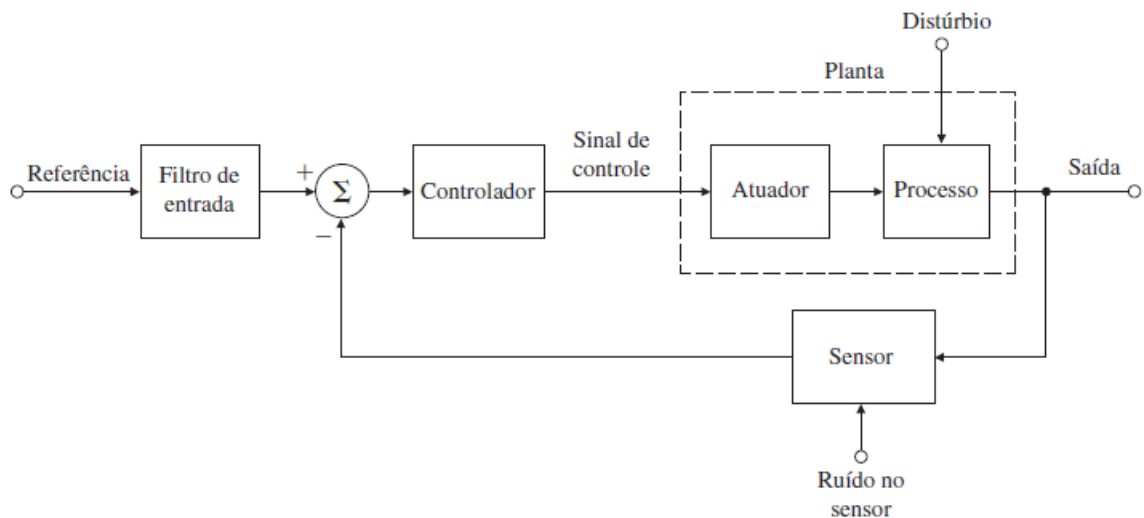 Distúrbio
Planta
Sinal de
controle
Referência
Filtro de
entrada
+
Σ
−
Controlador
Atuador
Processo
Saída
Sensor
Ruído no
sensor